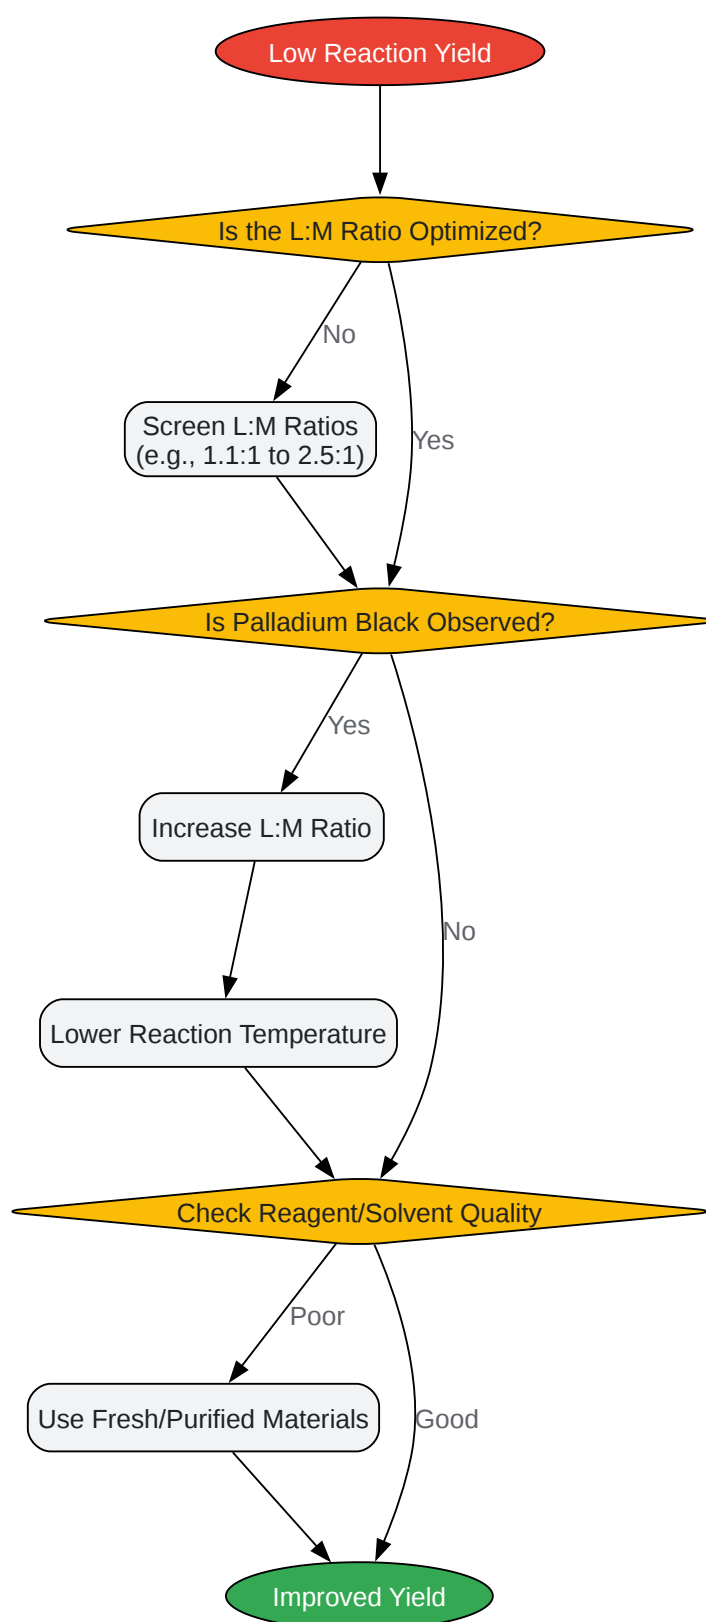 Low Reaction Yield
Is the L:M Ratio Optimized?
No
Screen L:M Ratios
(e.g., 1.1:1 to 2.5:1)
Yes
Is Palladium Black Observed?
Yes
Increase L:M Ratio
No
Lower Reaction Temperature
Check Reagent/Solvent Quality
Poor
Use Fresh/Purified Materials
Good
Improved Yield